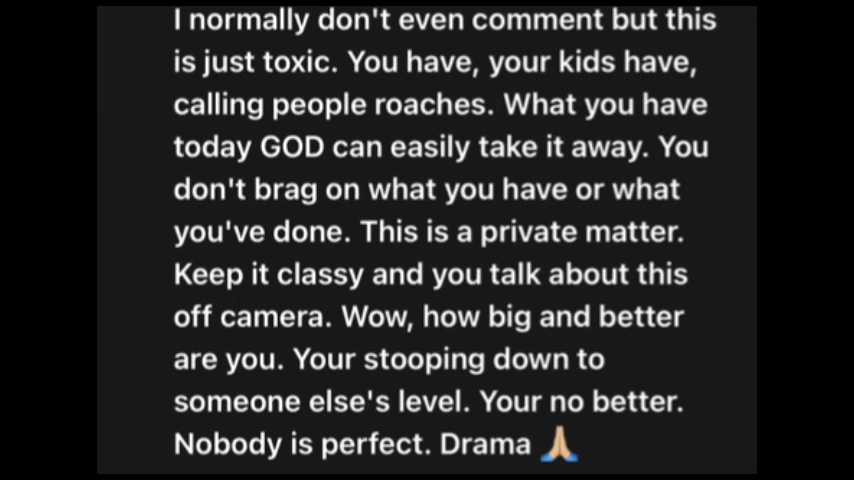 I normally don't even comment but this
is just toxic. You have, your kids have,
calling people roaches. What you have
today GOD can easily take it away. You
don't brag on what you have or what
you've done. This is a private matter.
Keep it classy and you talk about this
off camera. Wow, how big and better
are you. Your stooping down to
someone else's level. Your no better.
Nobody is perfect. Drama 🙏🏼